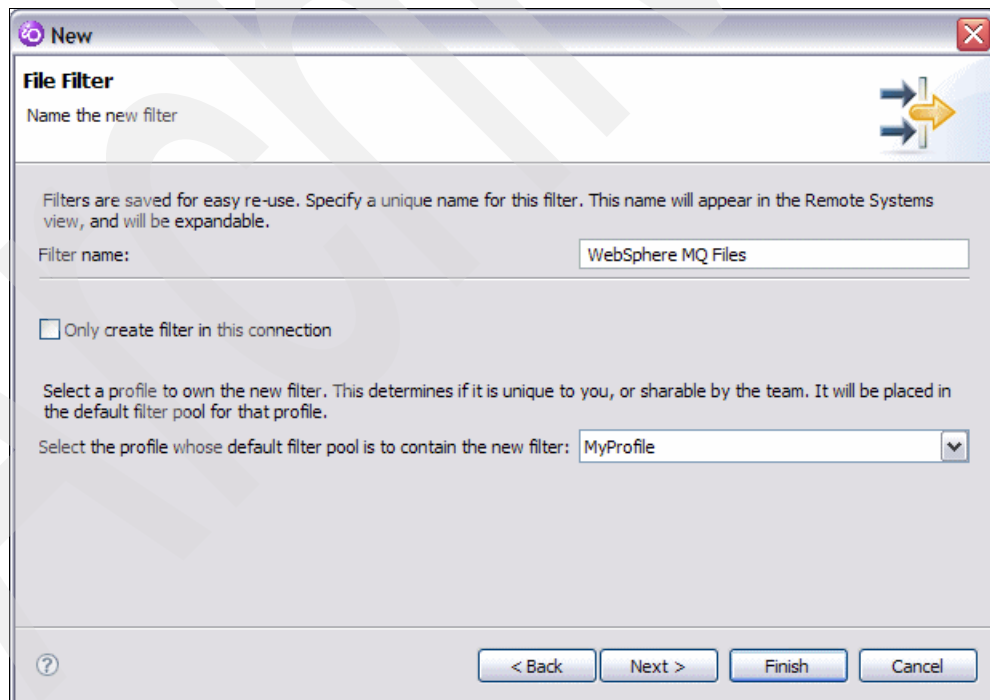 New
File Filter
Name the new filter
Filters are saved for easy re-use. Specify a unique name for this filter. This name will appear in the Remote Systems
view, and will be expandable.
Filter name: WebSphere MQ Files
Only create filter in this connection
Select a profile to own the new filter. This determines if it is unique to you, or sharable by the team. It will be placed in
the default filter pool for that profile.
Select the profile whose default filter pool is to contain the new filter: MyProfile
? < Back Next > Finish Cancel